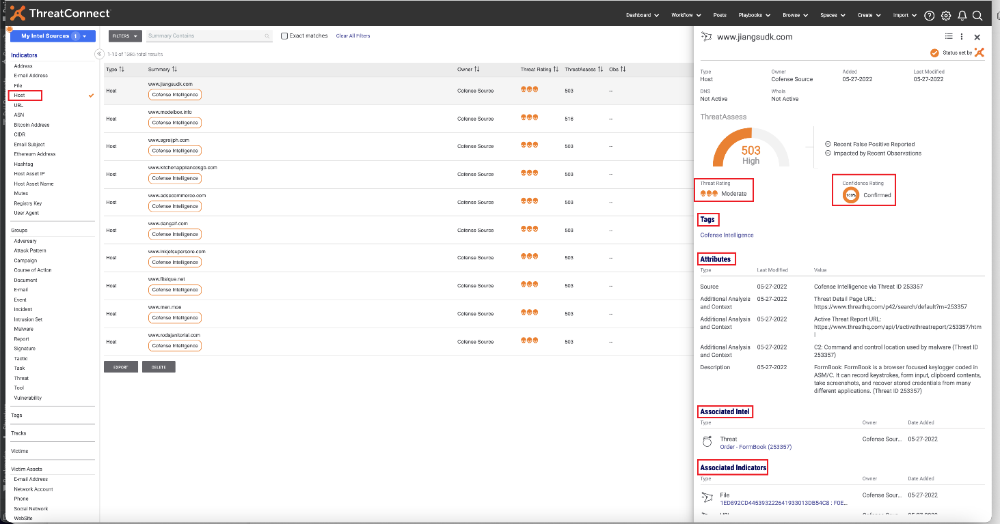 ThreatConnect
Dashboard
Workflow
Posts
Playbooks
Browse
Spaces
Create
Import
My Intel Sources 1
Indicators
Address
E-mail Address
File
Host
URL
ASN
Bitcoin Address
CIDR
Email Subject
Ethereum Address
Hashtag
Host Asset IP
Host Asset Name
Mutex
Registry Key
User Agent
Groups
Adversary
Attack Pattern
Campaign
Course of Action
Document
E-mail
Event
Incident
Intrusion Set
Malware
Report
Signature
Tactic
Task
Threat
Tool
Vulnerability
Tags
Tracks
Victims
Victim Assets
E-mail Address
Network Account
Phone
Social Network
WebSite
FILTERS
Summary Contains
Exact matches
Clear All Filters
1-10 of 1385 total results
Type Summary Owner Threat Rating ThreatAssess Obs
www.jiangsudk.com
Host Cofense Intelligence Cofense Source 503 --
www.modelbox.info
Host Cofense Intelligence Cofense Source 516 --
www.agreijph.com
Host Cofense Intelligence Cofense Source 503 --
www.kitchenappliancesgb.com
Host Cofense Intelligence Cofense Source 503 --
www.adsecommerce.com
Host Cofense Intelligence Cofense Source 503 --
www.dangaif.com
Host Cofense Intelligence Cofense Source 503 --
www.inkjetsupersore.com
Host Cofense Intelligence Cofense Source 503 --
www.fitsique.net
Host Cofense Intelligence Cofense Source 503 --
www.men.moe
Host Cofense Intelligence Cofense Source 503 --
www.rodajanitorial.com
Host Cofense Intelligence Cofense Source 503 --
EXPORT
DELETE
www.jiangsudk.com
Status set by
Type Owner Added Last Modified
Host Cofense Source 05-27-2022 05-27-2022
DNS Whois
Not Active Not Active
ThreatAssess
503
High
Recent False Positive Reported
Impacted by Recent Observations
Threat Rating
Moderate
Confidence Rating
100% Confirmed
Tags
Cofense Intelligence
Attributes
Type Last Modified Value
Source 05-27-2022 Cofense Intelligence via Threat ID 253357
Additional Analysis 05-27-2022 Threat Detail Page URL:
and Context https://www.threathq.com/p42/search/default?m=253357
Additional Analysis 05-27-2022 Active Threat Report URL:
and Context https://www.threathq.com/api/l/activethreatreport/253357/htm
l
Additional Analysis 05-27-2022 C2: Command and control location used by malware (Threat ID
and Context 253357)
Description 05-27-2022 FormBook: FormBook is a browser focused keylogger coded in
ASM/C. It can record keystrokes, form input, clipboard contents,
take screenshots, and recover stored credentials from many
different applications. (Threat ID 253357)
Associated Intel
Type Owner Date Added
Threat Cofense Sour... 05-27-2022
Order - FormBook (253357)
Associated Indicators
Type Owner Date Added
File Cofense Sour... 05-27-2022
1ED892CD445393222641933013DB54C8 : F0E...